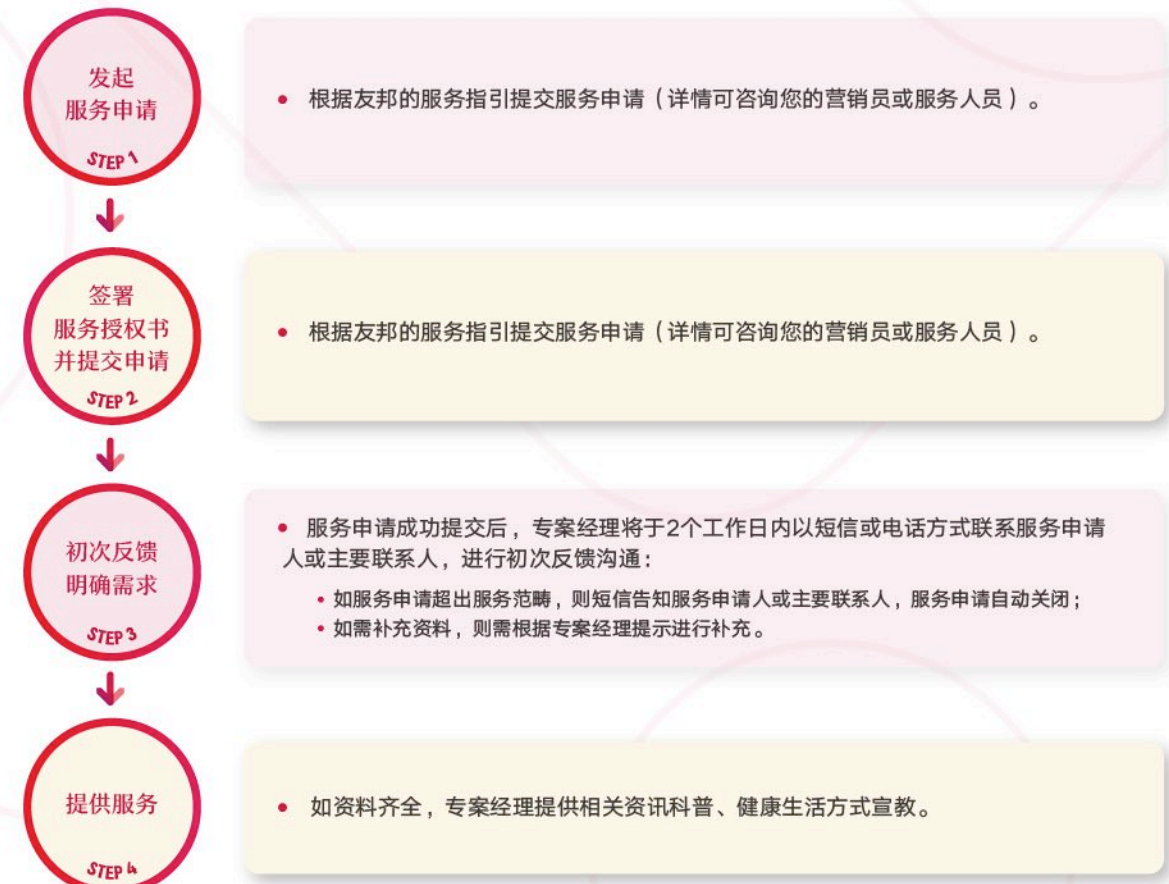 发起
服务申请
STEP 1
• 根据友邦的服务指引提交服务申请（详情可咨询您的营销员或服务人员）。
签署
服务授权书
并提交申请
STEP 2
• 根据友邦的服务指引提交服务申请（详情可咨询您的营销员或服务人员）。
初次反馈
明确需求
STEP 3
• 服务申请成功提交后，专案经理将于2个工作日内以短信或电话方式联系服务申请
人或主要联系人，进行初次反馈沟通：
• 如服务申请超出服务范畴，则短信告知服务申请人或主要联系人，服务申请自动关闭；
• 如需补充资料，则需根据专案经理提示进行补充。
提供服务
STEP 4
• 如资料齐全，专案经理提供相关资讯科普、健康生活方式宣教。